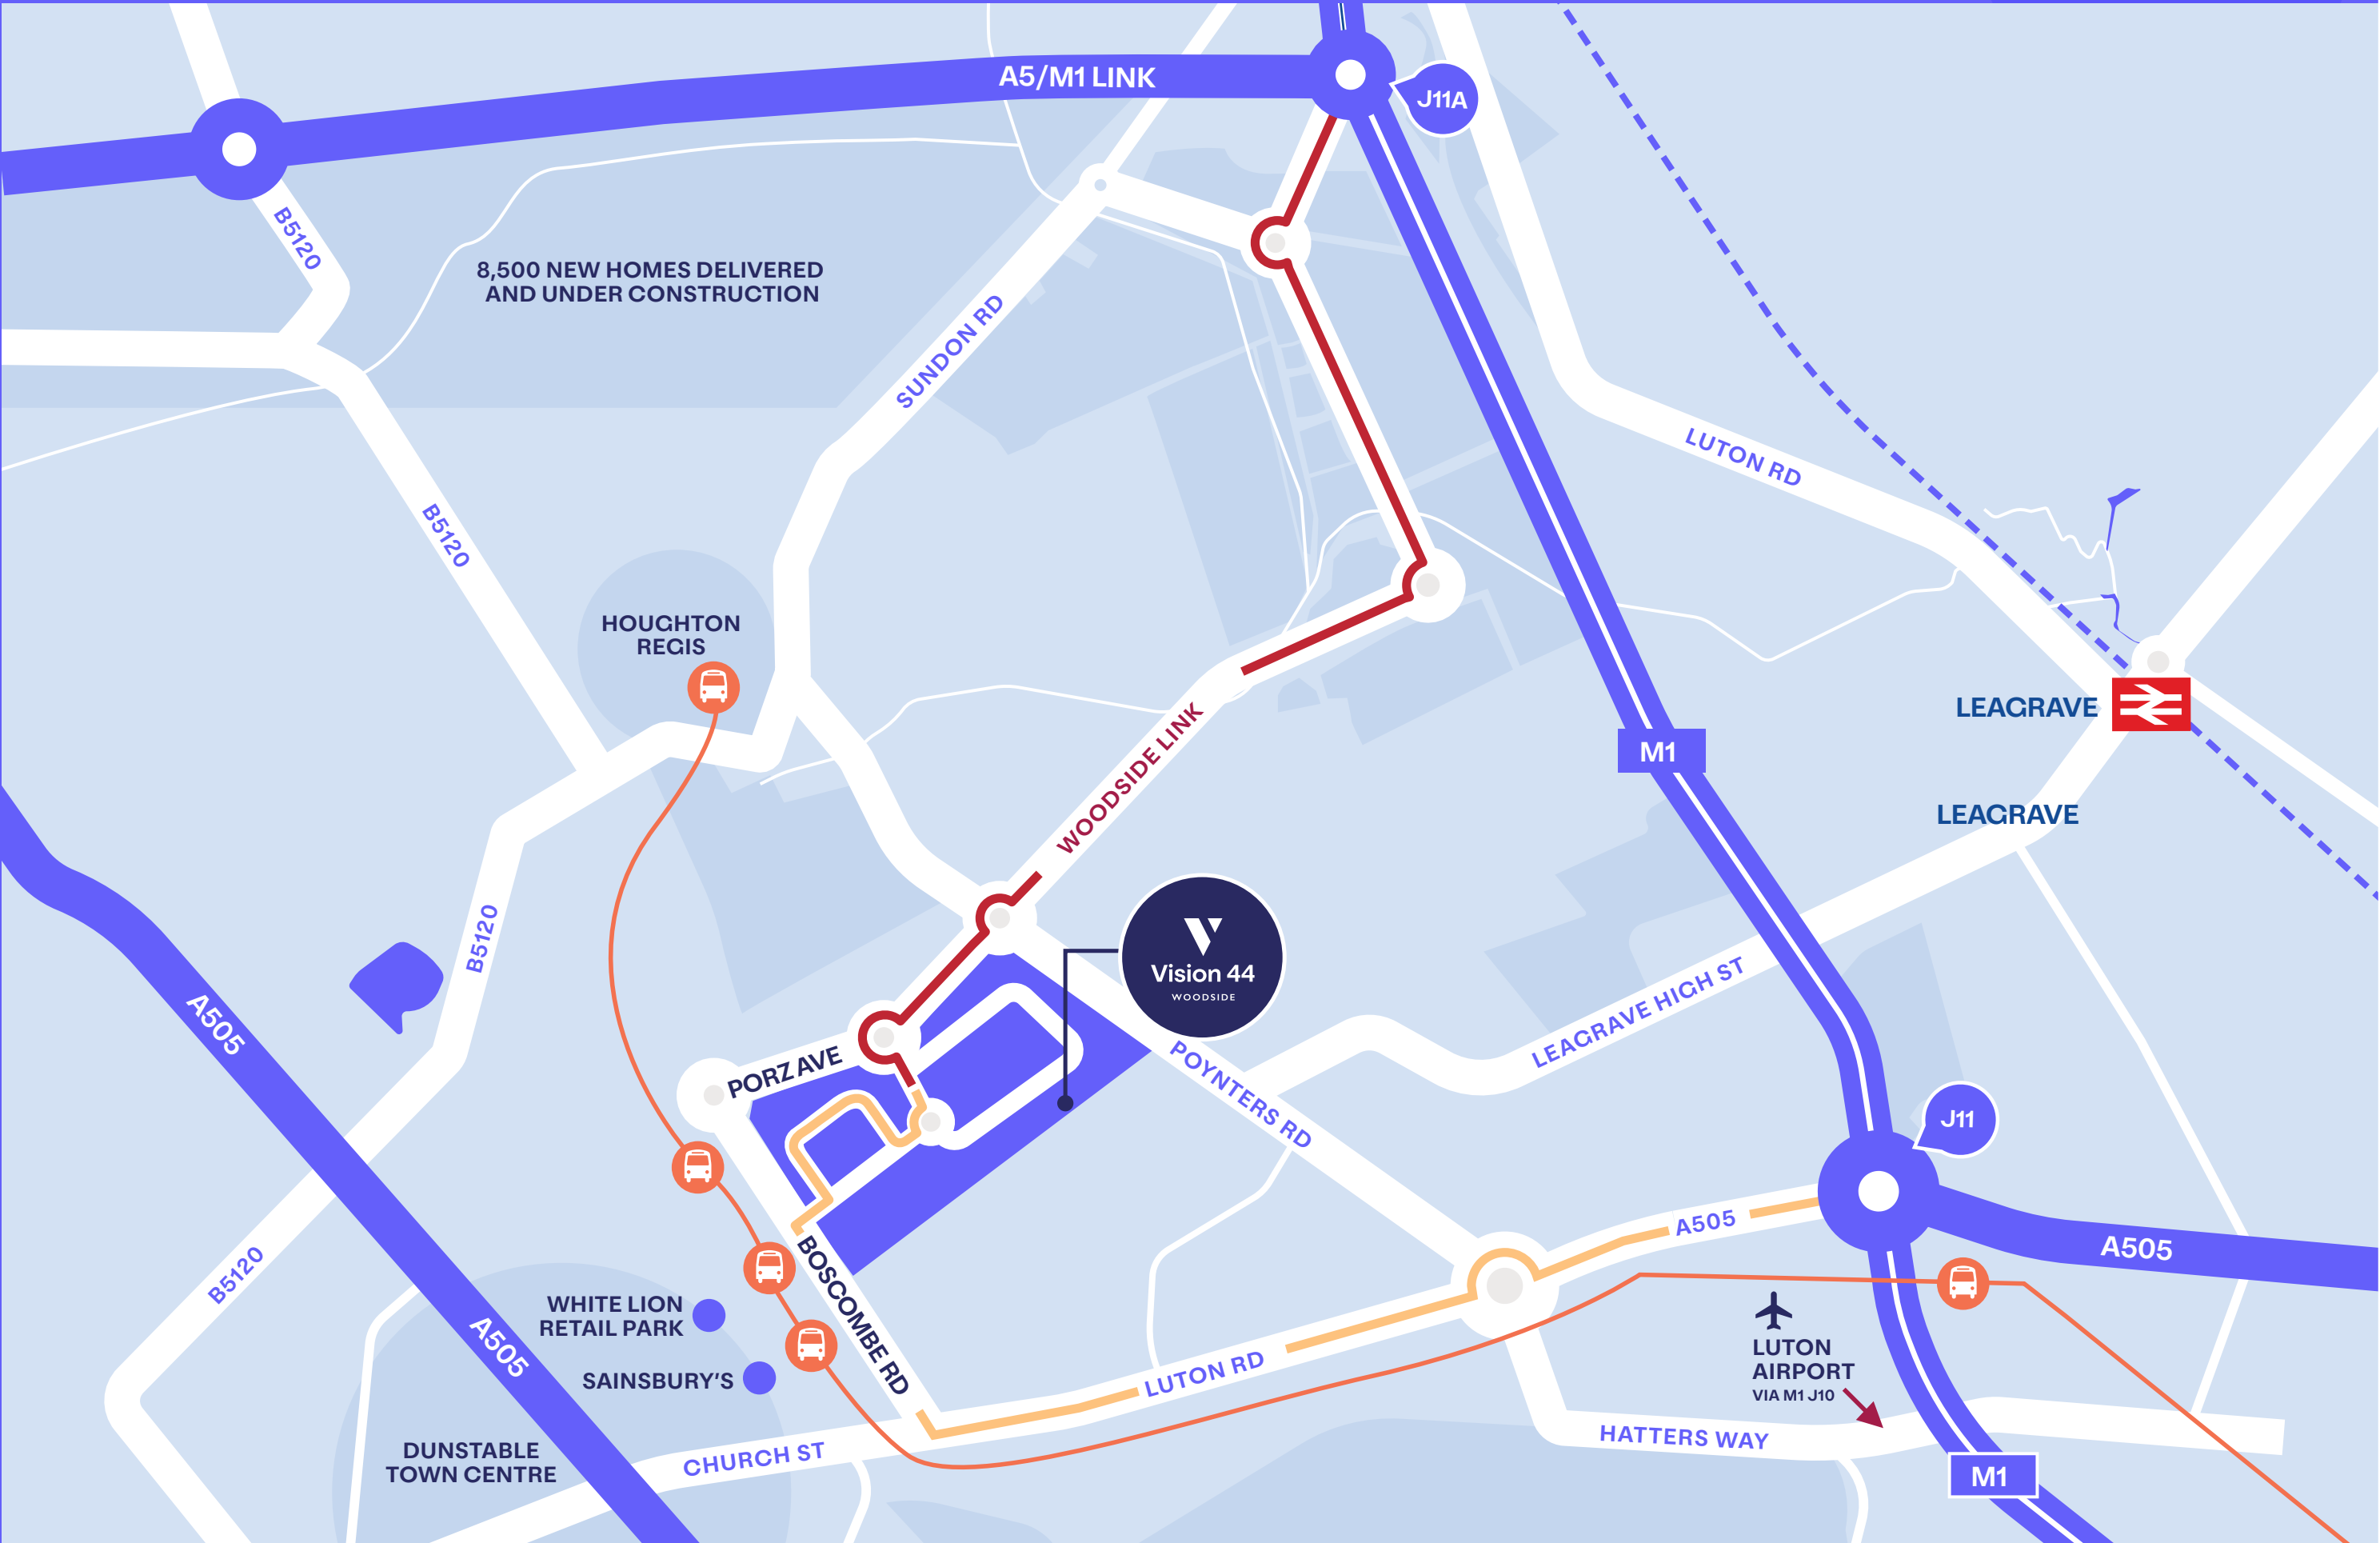 A5/M1 LINK
J11A
B5120
8,500 NEW HOMES DELIVERED
AND UNDER CONSTRUCTION
SUNDON RD
LUTON RD
B5120
HOUGHTON
REGIS
LEAGRAVE
M1
WOODSIDE LINK
LEAGRAVE
B5120
Vision 44
WOODSIDE
A505
LEAGRAVE HIGH ST
PORZ AVE
POYNTERS RD
J11
A505
A505
B5120
BOSCOMBE RD
WHITE LION
RETAIL PARK
A505
SAINSBURY'S
LUTON RD
LUTON
AIRPORT
VIA M1 J10
HATTERS WAY
DUNSTABLE
TOWN CENTRE
CHURCH ST
M1